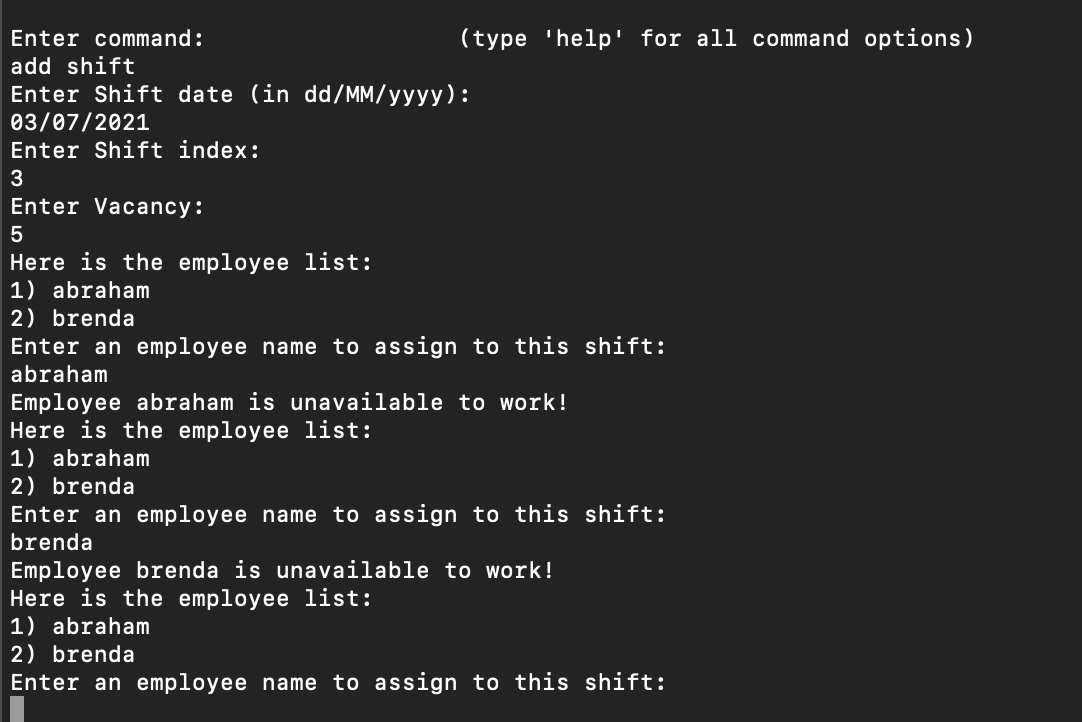 Enter command:                  (type 'help' for all command options)
add shift
Enter Shift date (in dd/MM/yyyy):
03/07/2021
Enter Shift index:
3
Enter Vacancy:
5
Here is the employee list:
1) abraham
2) brenda
Enter an employee name to assign to this shift:
abraham
Employee abraham is unavailable to work!
Here is the employee list:
1) abraham
2) brenda
Enter an employee name to assign to this shift:
brenda
Employee brenda is unavailable to work!
Here is the employee list:
1) abraham
2) brenda
Enter an employee name to assign to this shift: